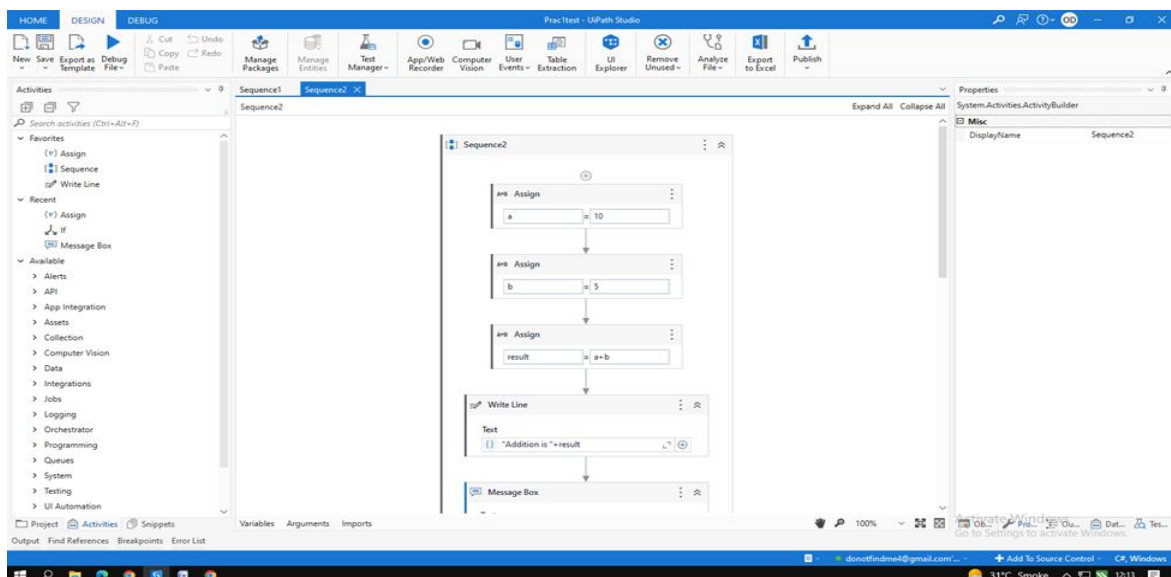 HOME DESIGN DEBUG Prac1test - UiPath Studio OD
New Save Export as Template Debug File Cut Copy Paste Undo Redo Manage Packages Manage Entities Test Manager App/Web Recorder Computer Vision User Events Table Extraction UI Explorer Remove Unused Analyze File Export to Excel Publish
Activities Sequence1 Sequence2 Properties
Sequence2 Expand All Collapse All System.Activities.ActivityBuilder
Search activities (Ctrl+Alt+F) Misc
DisplayName Sequence2
Favorites
(v) Assign
Sequence
Write Line
Recent
(v) Assign
If
Message Box
Available
Alerts
API
App Integration
Assets
Collection
Computer Vision
Data
Integrations
Jobs
Logging
Orchestrator
Programming
Queues
System
Testing
UI Automation
Sequence2
A+B Assign
a = 10
A+B Assign
b = 5
A+B Assign
result = a+b
Write Line
Text
{} "Addition is "+result
Message Box
Project Activities Snippets Variables Arguments Imports 100% Ob... Pro... Ou... Dat... Tes...
Activate Windows
Go to Settings to activate Windows.
Output Find References Breakpoints Error List
donotfindme4@gmail.com'... Add To Source Control C#, Windows
31°C Smoke 12:13